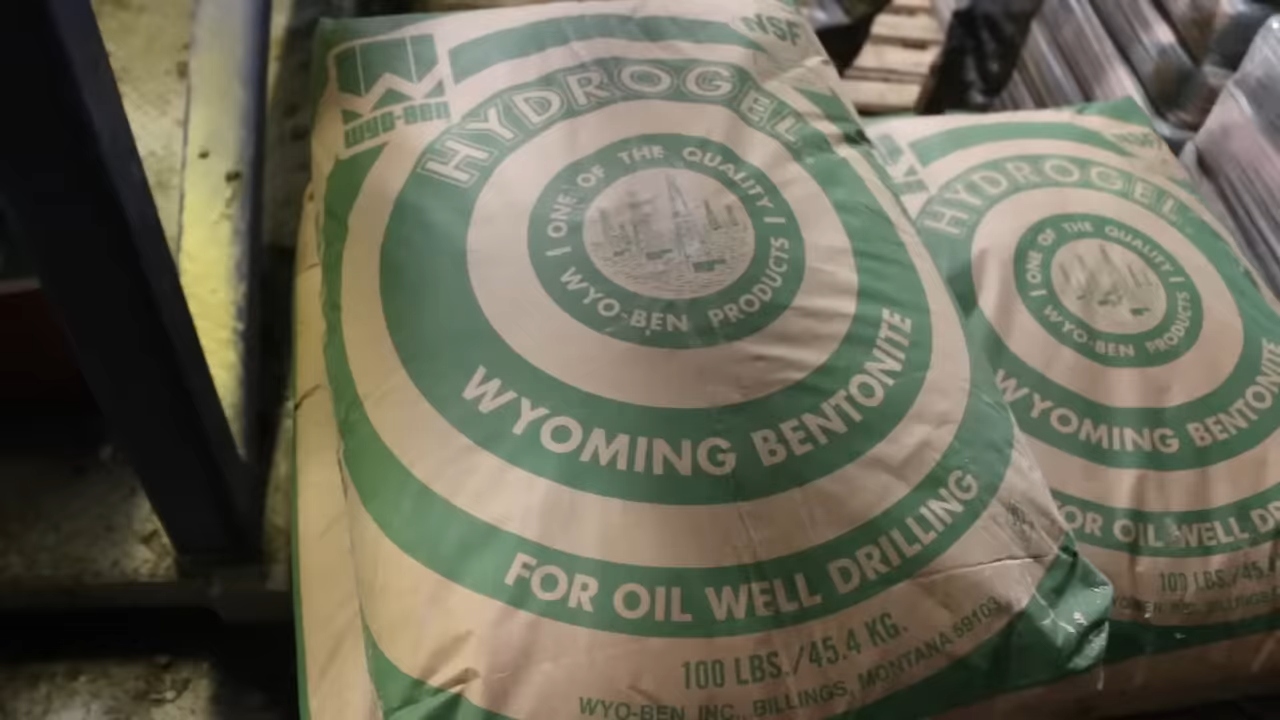 WYO-BEN
NSF
HYDROGEL
ONE OF THE QUALITY
WYO-BEN PRODUCTS
WYOMING BENTONITE
FOR OIL WELL DRILLING
100 LBS./45.4 KG.
WYO-BEN, INC., BILLINGS, MONTANA 59103
HYDROGEL
ONE OF THE QUALITY
WYO-BEN PRODUCTS
WYOMING BENTONITE
OR OIL WELL DR
100 LBS./45.4